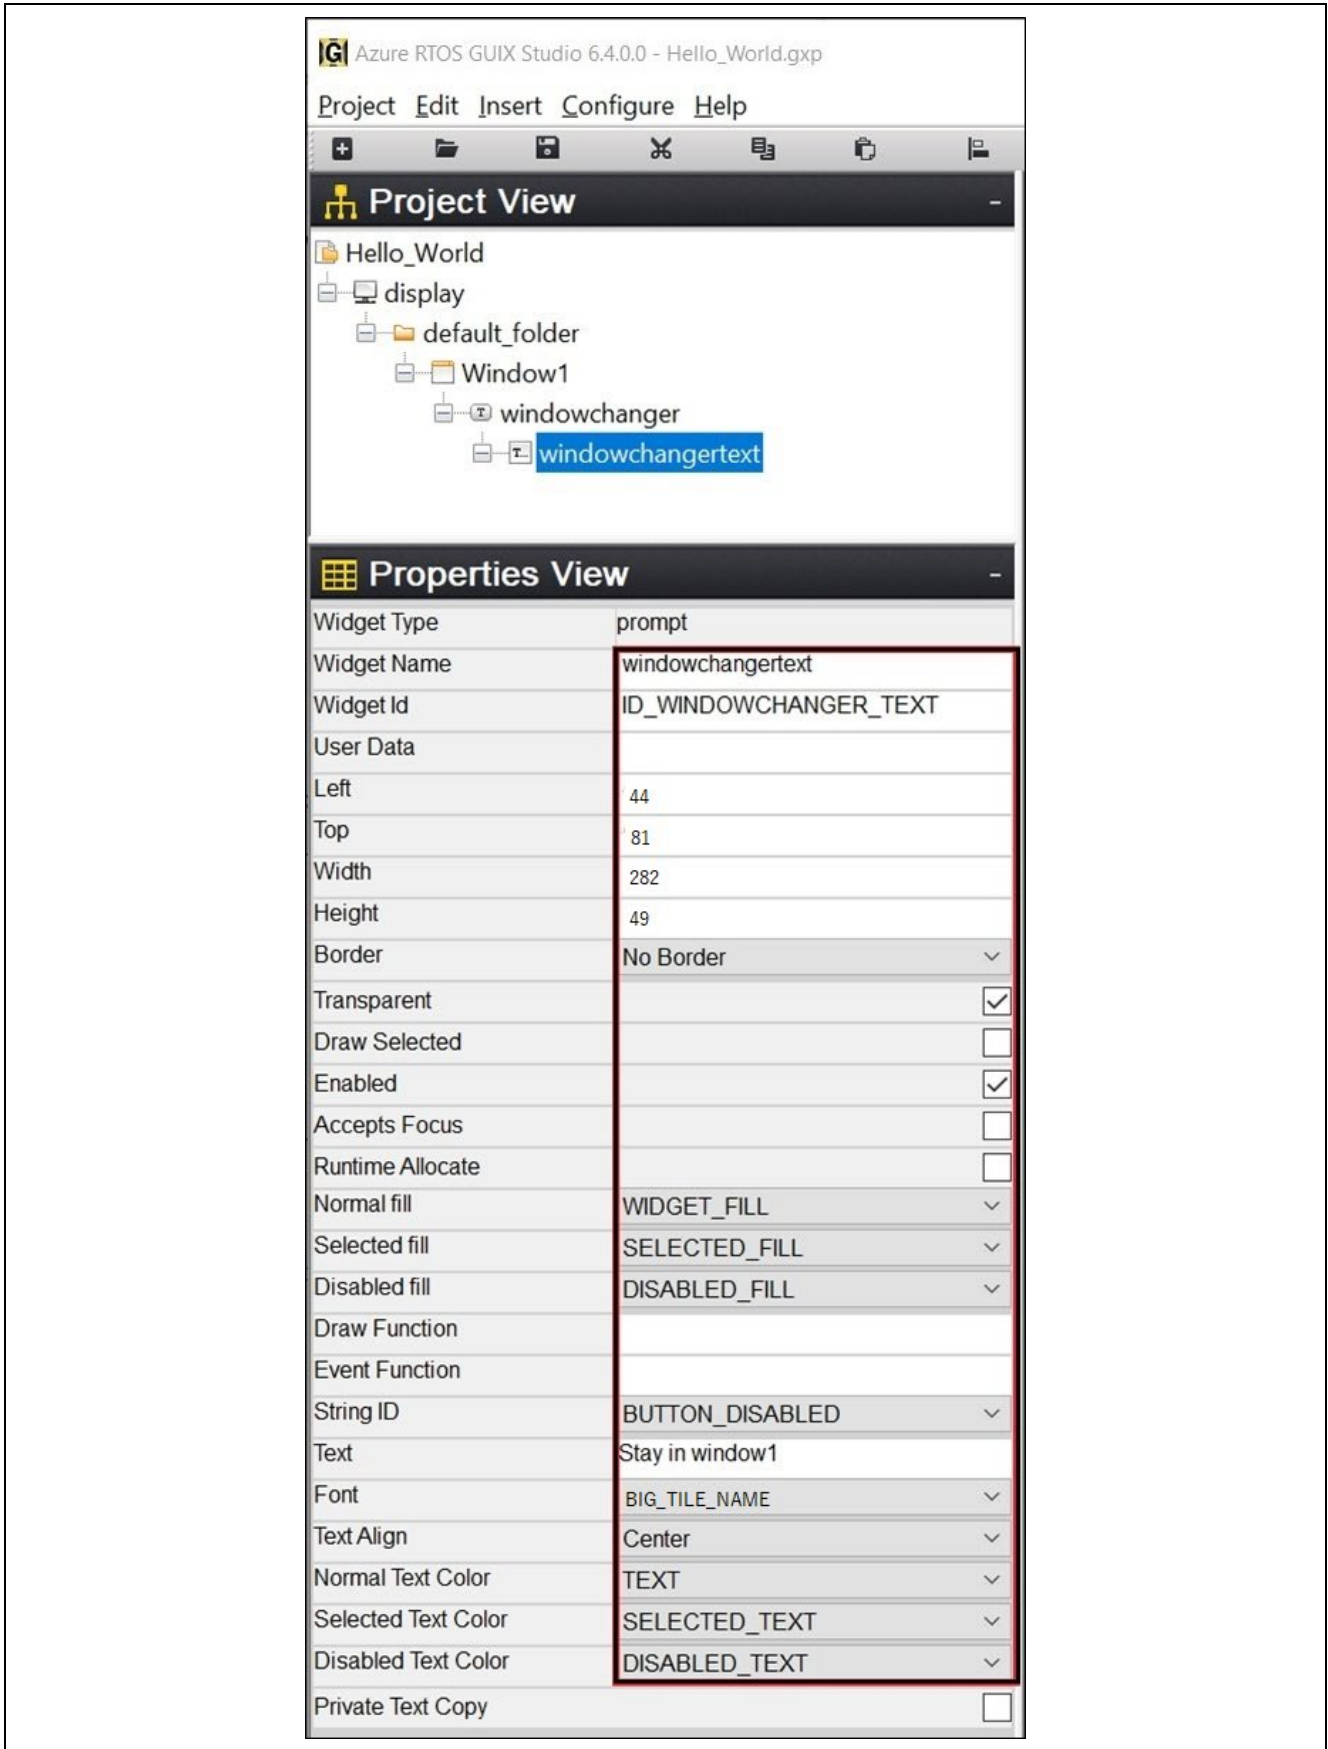 Azure RTOS GUIX Studio 6.4.0.0 - Hello_World.gxp
Project Edit Insert Configure Help
Project View
Hello_World
display
default_folder
Window1
windowchanger
windowchangertext
Properties View
Widget Type prompt
Widget Name windowchangertext
Widget Id ID_WINDOWCHANGER_TEXT
User Data
Left 44
Top 81
Width 282
Height 49
Border No Border
Transparent
Draw Selected
Enabled
Accepts Focus
Runtime Allocate
Normal fill WIDGET_FILL
Selected fill SELECTED_FILL
Disabled fill DISABLED_FILL
Draw Function
Event Function
String ID BUTTON_DISABLED
Text Stay in window1
Font BIG_TILE_NAME
Text Align Center
Normal Text Color TEXT
Selected Text Color SELECTED_TEXT
Disabled Text Color DISABLED_TEXT
Private Text Copy